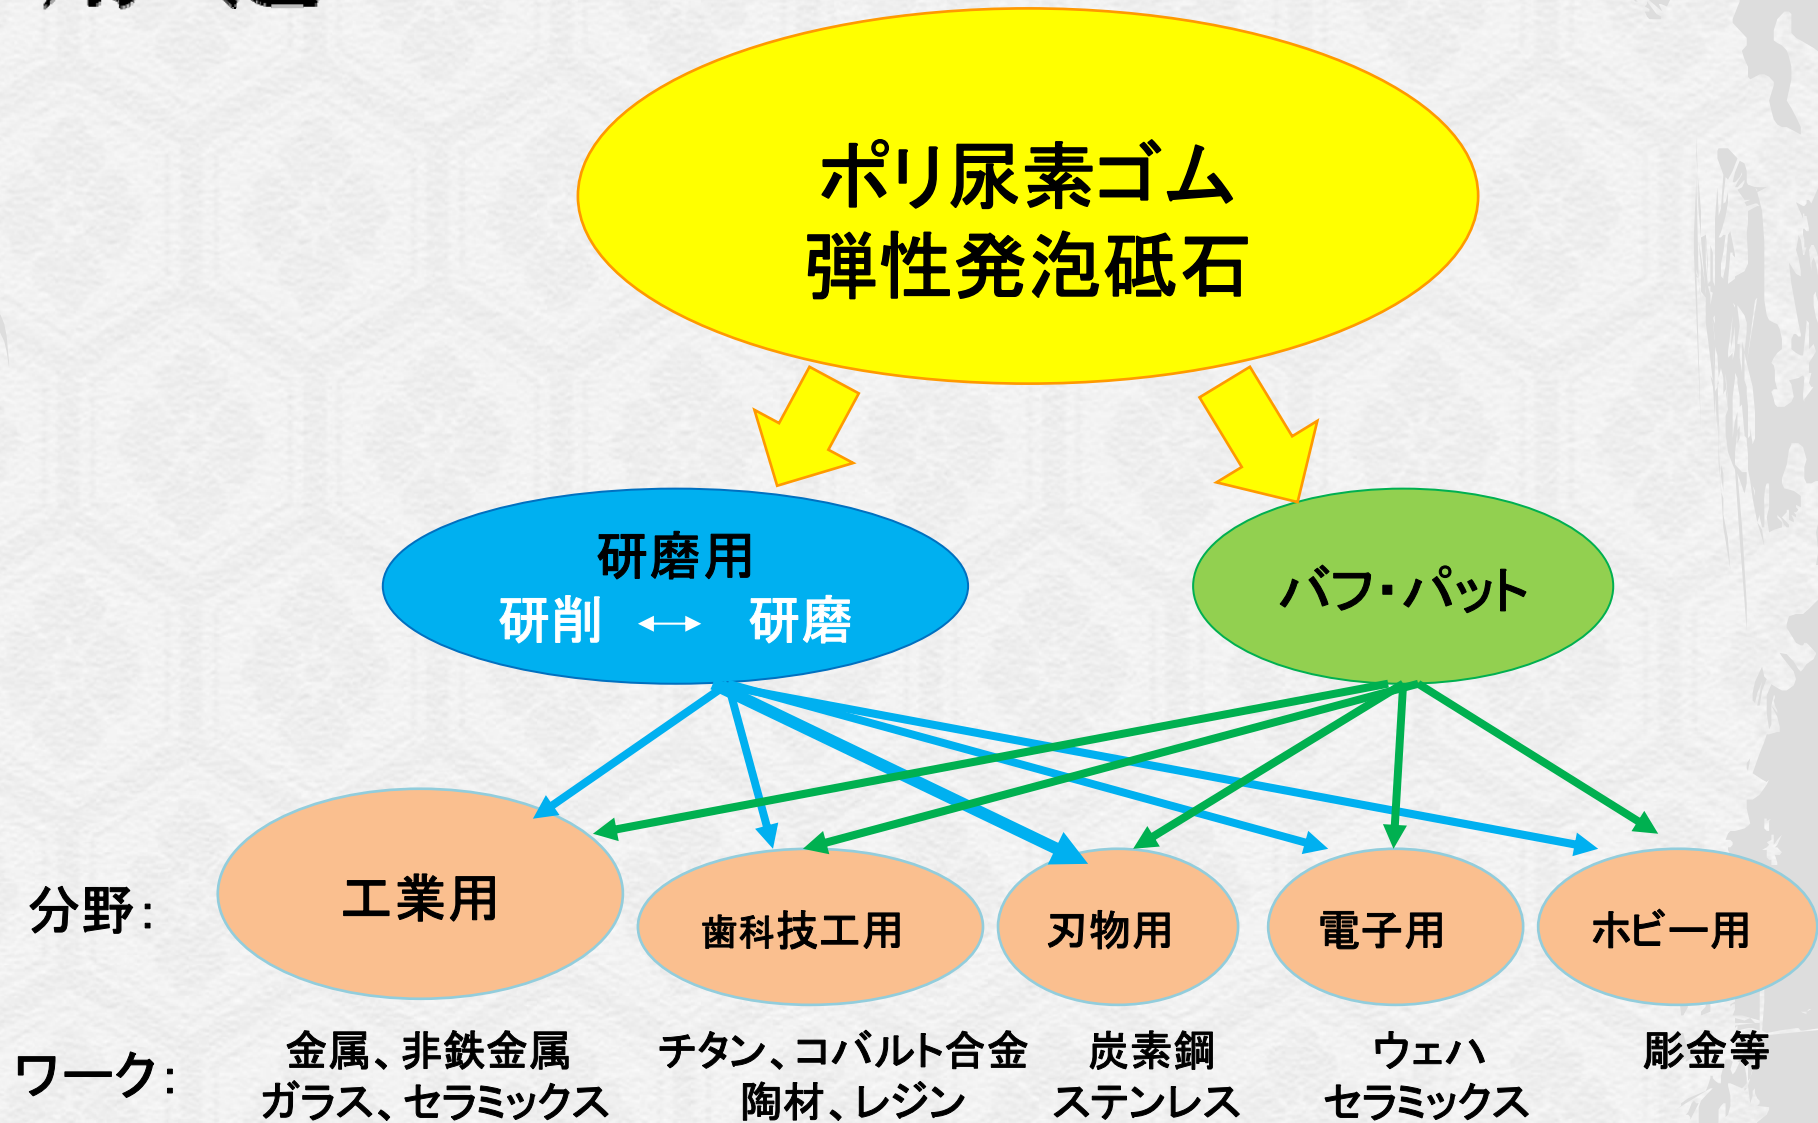 ポリ尿素ゴム
弾性発泡砥石
研磨用
研削 ↔ 研磨
バフ・パット
分野:
工業用
歯科技工用
刃物用
電子用
ホビー用
ワーク:
金属、非鉄金属
ガラス、セラミックス
チタン、コバルト合金
陶材、レジン
炭素鋼
ステンレス
ウェハ
セラミックス
彫金等